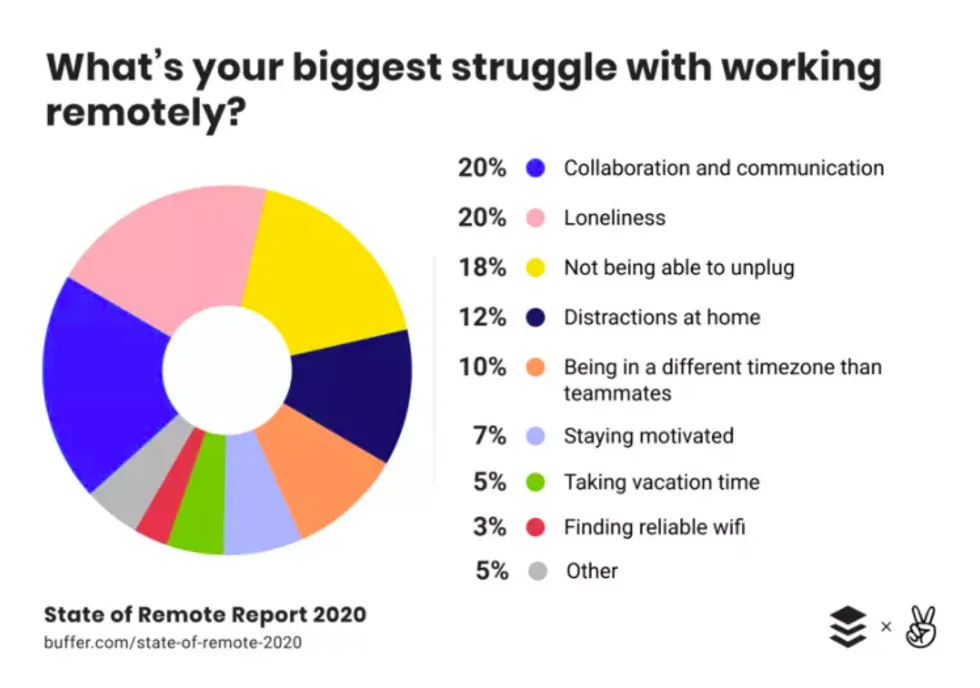 What's your biggest struggle with working
remotely?
20% Collaboration and communication
20% Loneliness
18% Not being able to unplug
12% Distractions at home
10% Being in a different timezone than
teammates
7% Staying motivated
5% Taking vacation time
3% Finding reliable wifi
5% Other
State of Remote Report 2020
buffer.com/state-of-remote-2020
×